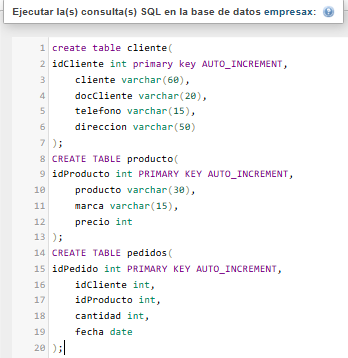 Ejecutar la(s) consulta(s) SQL en la base de datos empresax:
1 create table cliente(
2 idCliente int primary key AUTO_INCREMENT,
3 cliente varchar(60),
4 docCliente varchar(20),
5 telefono varchar(15),
6 direccion varchar(50)
7 );
8 CREATE TABLE producto(
9 idProducto int PRIMARY KEY AUTO_INCREMENT,
10 producto varchar(30),
11 marca varchar(15),
12 precio int
13 );
14 CREATE TABLE pedidos(
15 idPedido int PRIMARY KEY AUTO_INCREMENT,
16 idCliente int,
17 idProducto int,
18 cantidad int,
19 fecha date
20 );